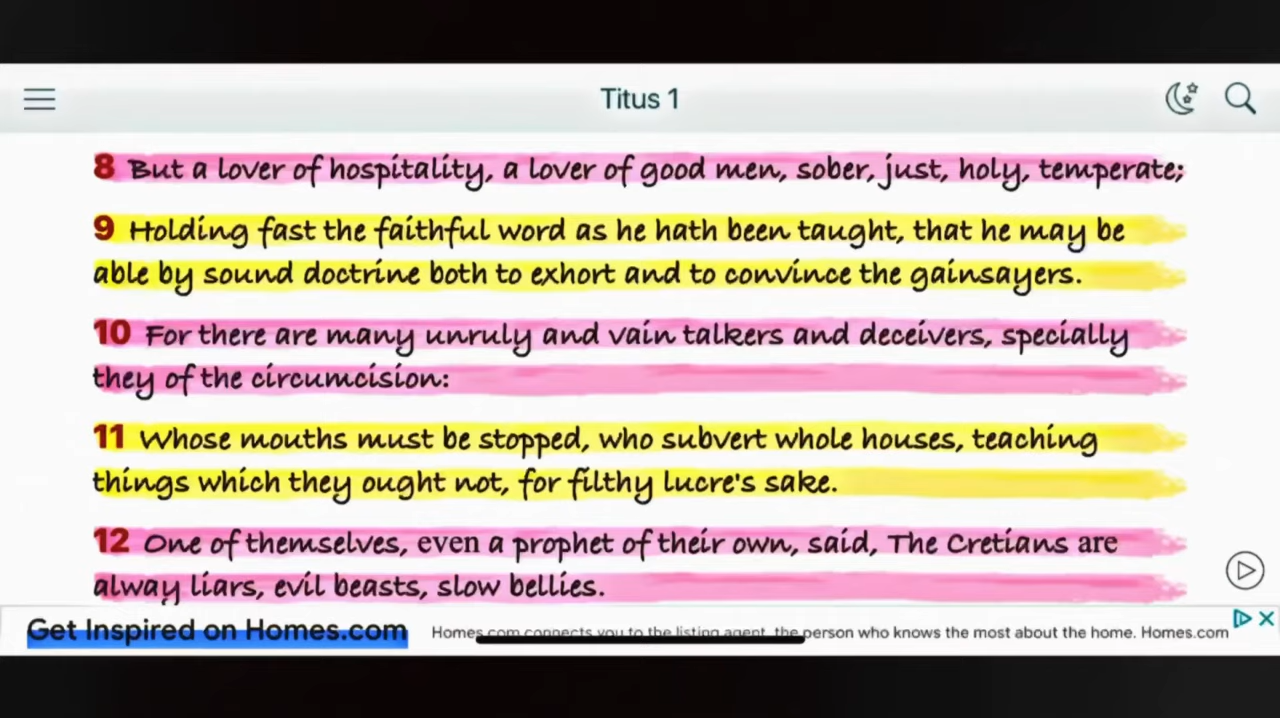 Titus 1
8 But a lover of hospitality, a lover of good men, sober, just, holy, temperate;
9 Holding fast the faithful word as he hath been taught, that he may be
able by sound doctrine both to exhort and to convince the gainsayers.
10 For there are many unruly and vain talkers and deceivers, specially
they of the circumcision:
11 Whose mouths must be stopped, who subvert whole houses, teaching
things which they ought not, for filthy lucre's sake.
12 One of themselves, even a prophet of their own, said, The Cretians are
alway liars, evil beasts, slow bellies.
Get Inspired on Homes.com
Homes.com connects you to the listing agent, the person who knows the most about the home. Homes.com